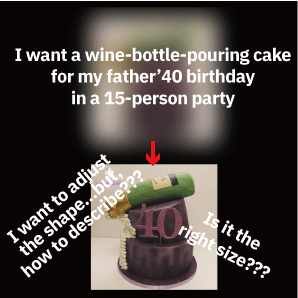 I want a wine-bottle-pouring cake
for my father’40 birthday
in a 15-person party
I want to adjust
the shape...but,
how to describe???
40
Is it the
right size???